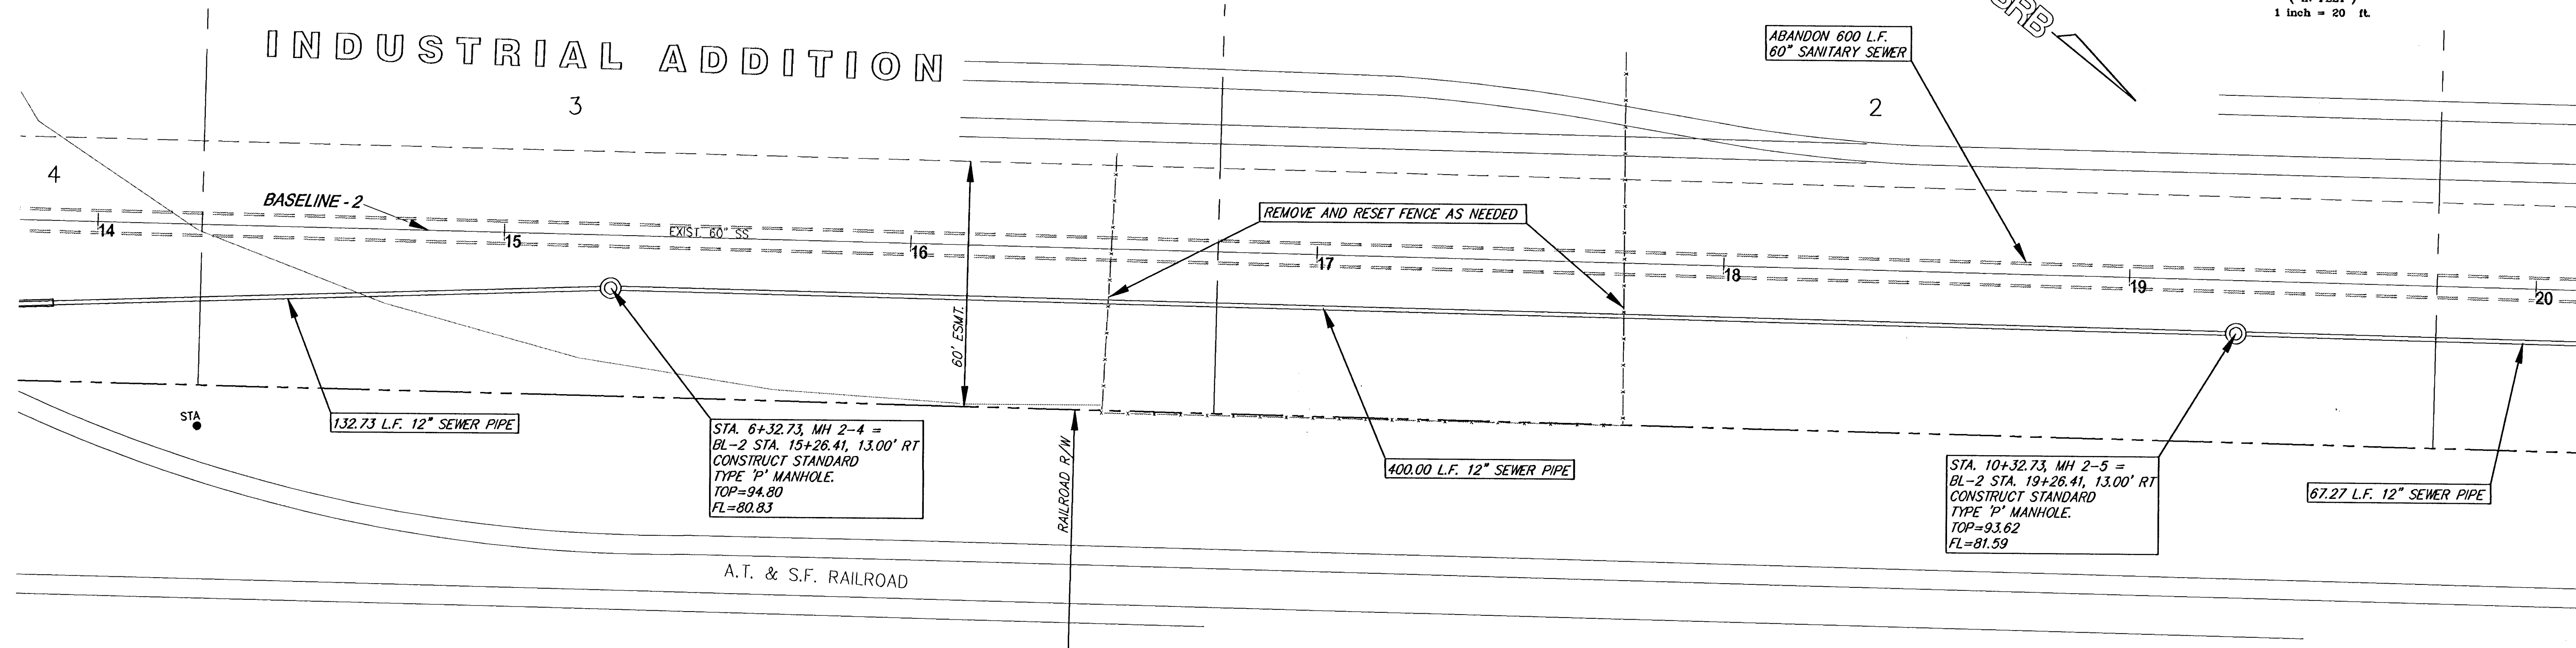 BRB
1 inch = 20 ft.
ABANDON 600 L.F.
60" SANITARY SEWER
INDUSTRIAL ADDITION
3
2
4
BASELINE - 2
14
15
EXIST. 60" SS
16
17
18
19
20
REMOVE AND RESET FENCE AS NEEDED
60' ESMT.
STA
132.73 L.F. 12" SEWER PIPE
STA. 6+32.73, MH 2-4 =
BL-2 STA. 15+26.41, 13.00' RT
CONSTRUCT STANDARD
TYPE 'P' MANHOLE.
TOP=94.80
FL=80.83
RAILROAD R/W
400.00 L.F. 12" SEWER PIPE
STA. 10+32.73, MH 2-5 =
BL-2 STA. 19+26.41, 13.00' RT
CONSTRUCT STANDARD
TYPE 'P' MANHOLE.
TOP=93.62
FL=81.59
67.27 L.F. 12" SEWER PIPE
A.T. & S.F. RAILROAD